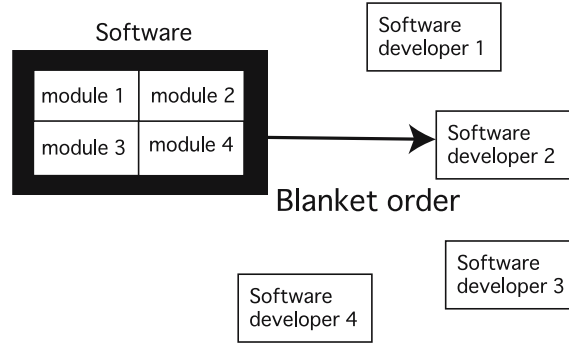 Software
module 1 module 2
module 3 module 4
Software
developer 1
Software
developer 2
Blanket order
Software
developer 3
Software
developer 4